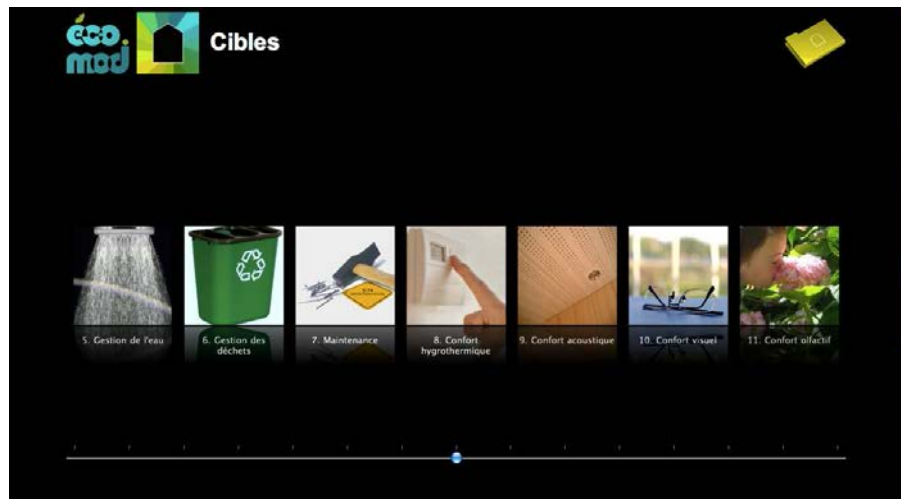 éco.
mod
Cibles
5. Gestion de l'eau
6. Gestion des
déchets
7. Maintenance
8. Confort
hygrothermique
9. Confort acoustique
10. Confort visuel
11. Confort olfactif